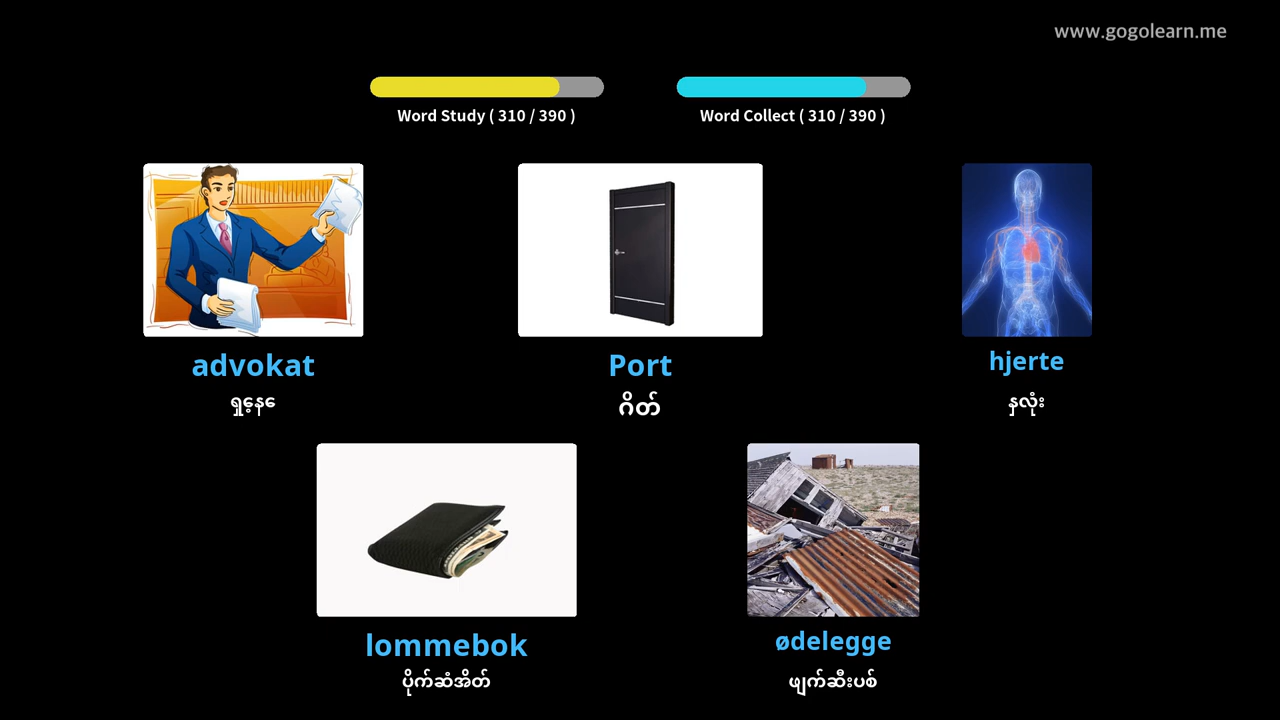 www.gogolearn.me
Word Study ( 310 / 390 )
Word Collect ( 310 / 390 )
advokat
Port
hjerte
ရှေ့နေ
ဂိတ်
နှလုံး
lommebok
ødelegge
ပိုက်ဆံအိတ်
ဖျက်ဆီးပစ်